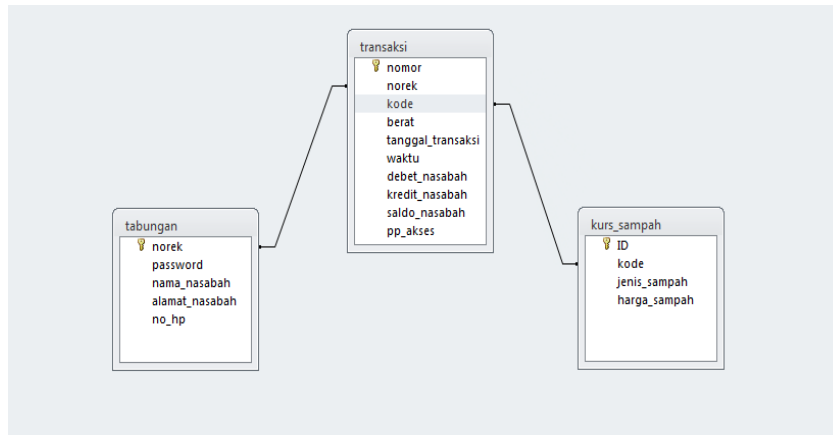 transaksi
nomor
norek
kode
berat
tanggal_transaksi
waktu
debet_nasabah
kredit_nasabah
saldo_nasabah
pp_akses
tabungan
norek
password
nama_nasabah
alamat_nasabah
no_hp
kurs_sampah
ID
kode
jenis_sampah
harga_sampah